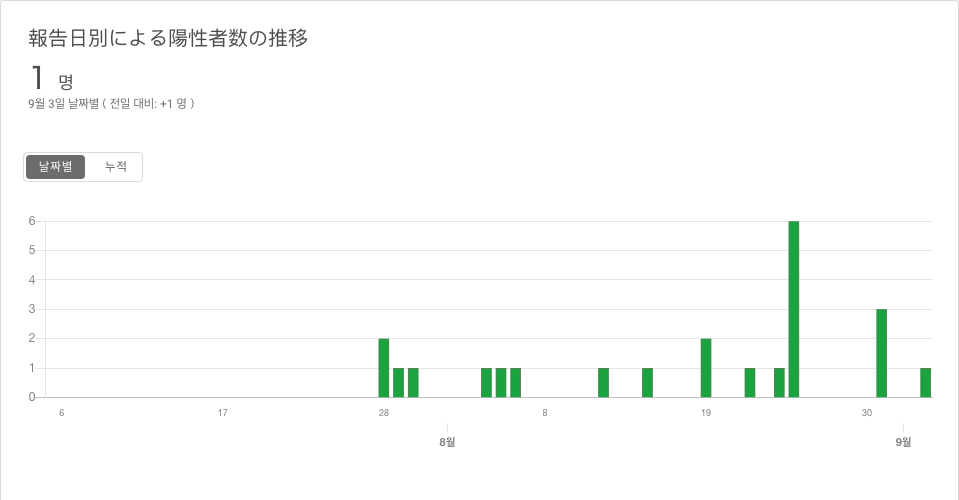 報告日別による陽性者数の推移
1 명
9월 3일 날짜별 ( 전일 대비: +1 명 )
날짜별 누적
6
5
4
3
2
1
0
6 17 28 8 19 30
8월 9월